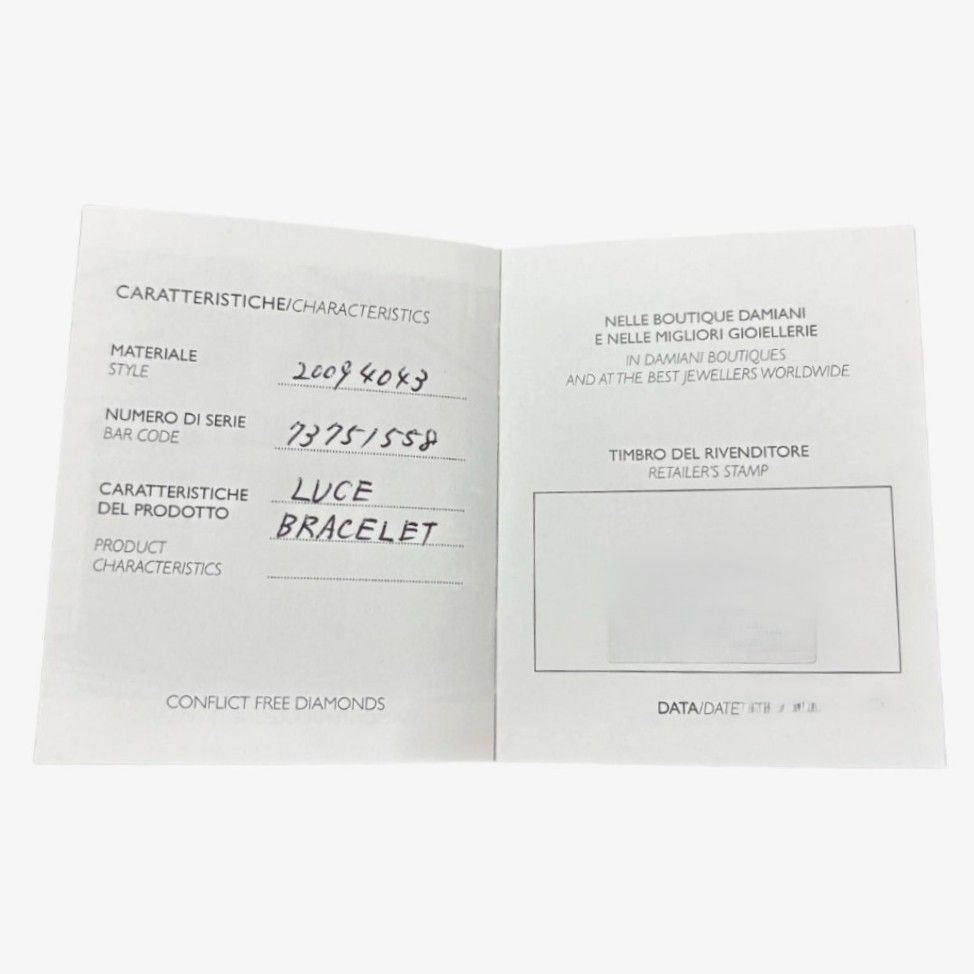 CARATTERISTICHE/CHARACTERISTICS
MATERIALE
STYLE
20094043
NUMERO DI SERIE
BAR CODE
73751558
CARATTERISTICHE
DEL PRODOTTO
LUCE
BRACELET
PRODUCT
CHARACTERISTICS
CONFLICT FREE DIAMONDS
NELLE BOUTIQUE DAMIANI
E NELLE MIGLIORI GIOIELLERIE
IN DAMIANI BOUTIQUES
AND AT THE BEST JEWELLERS WORLDWIDE
TIMBRO DEL RIVENDITORE
RETAILER'S STAMP
DATA/DATE